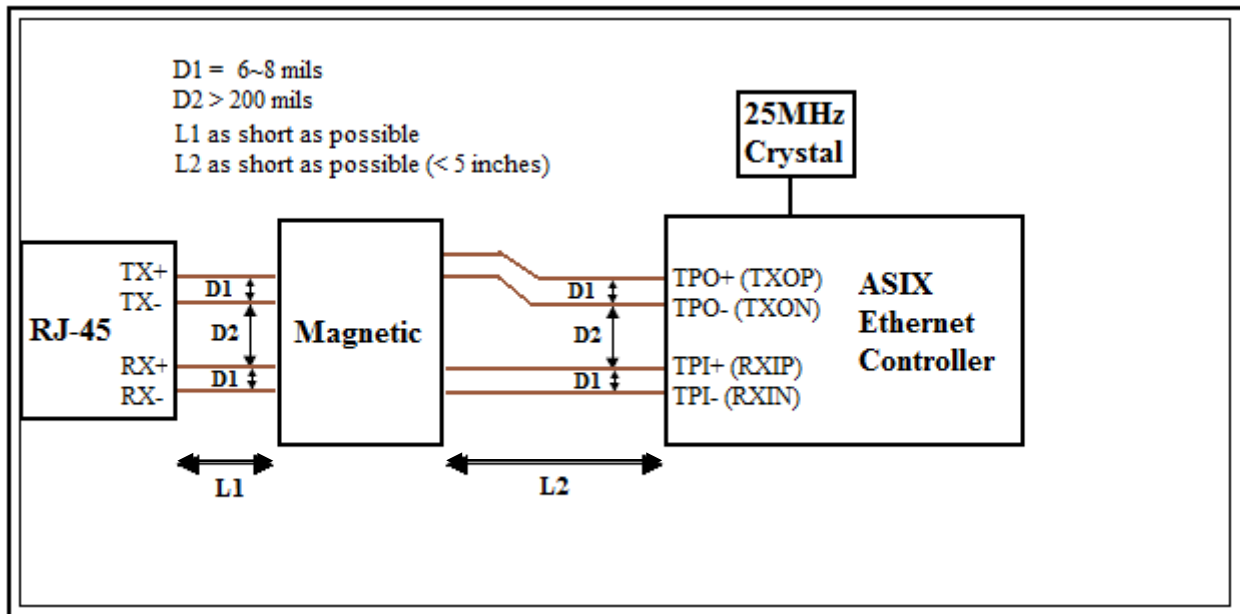 D1 = 6~8 mils
D2 > 200 mils
L1 as short as possible
L2 as short as possible (< 5 inches)
25MHz
Crystal
RJ-45
TX+
TX-
RX+
RX-
D1
D2
D1
Magnetic
D1
D2
D1
TPO+ (TXOP)
TPO- (TXON)
TPI+ (RXIP)
TPI- (RXIN)
ASIX
Ethernet
Controller
L1
L2